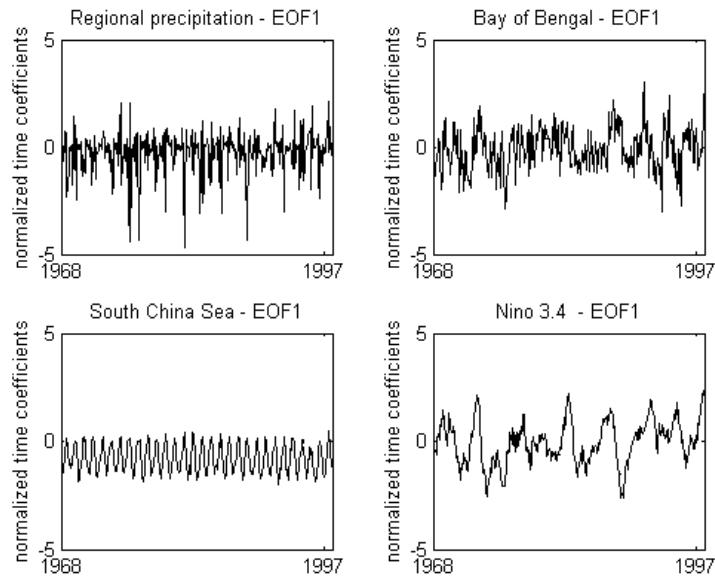 Regional precipitation - EOF1
normalized time coefficients
5
0
-5
1968
1997
Bay of Bengal - EOF1
normalized time coefficients
5
0
-5
1968
1997
South China Sea - EOF1
normalized time coefficients
5
0
-5
1968
1997
Nino 3.4 - EOF1
normalized time coefficients
5
0
-5
1968
1997